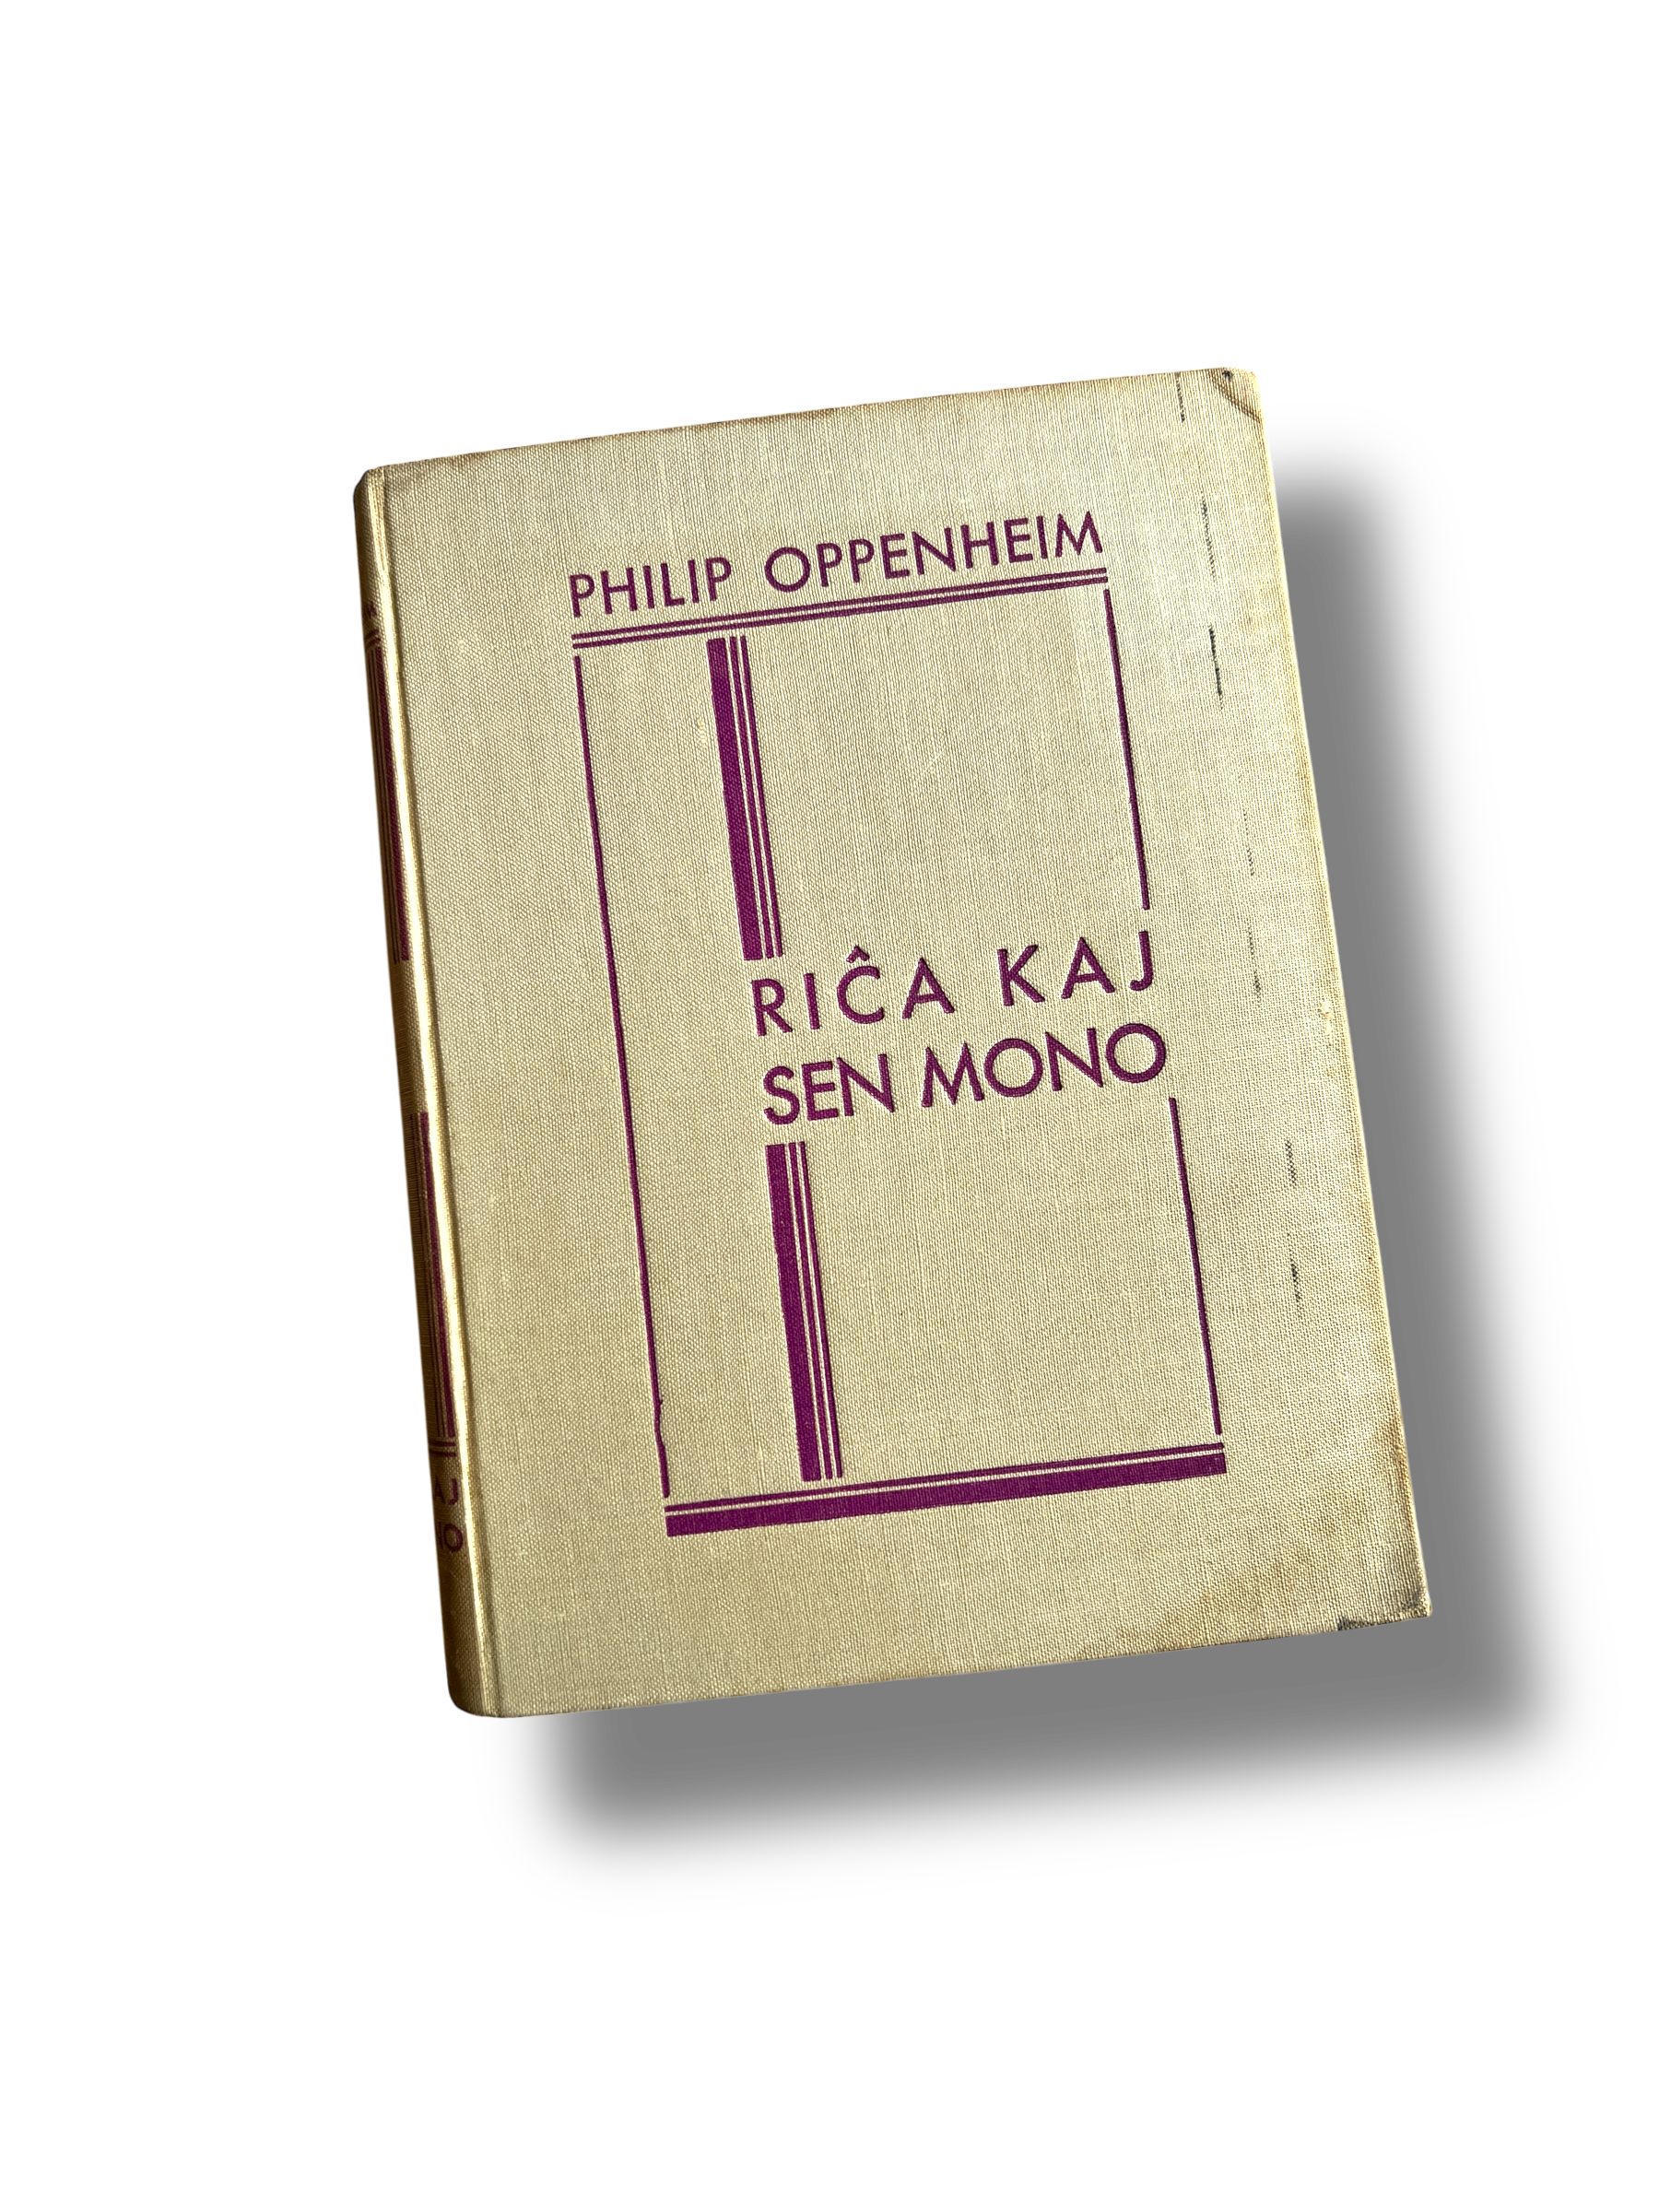 PHILIP OPPENHEIM
RIĈA KAJ
SEN MONO